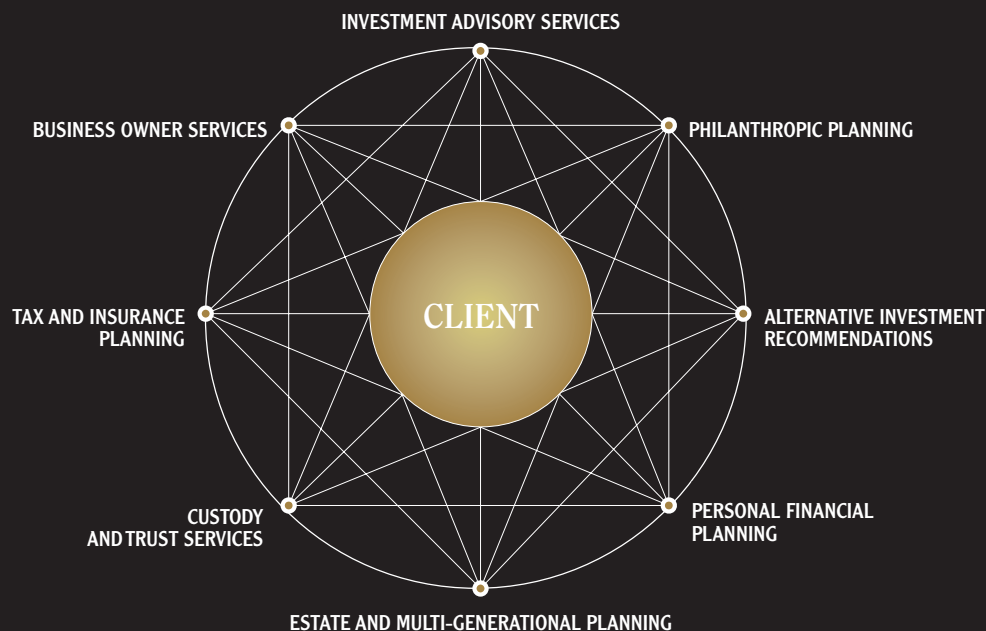 INVESTMENT ADVISORY SERVICES
BUSINESS OWNER SERVICES
PHILANTHROPIC PLANNING
TAX AND INSURANCE
PLANNING
CLIENT
ALTERNATIVE INVESTMENT
RECOMMENDATIONS
CUSTODY
AND TRUST SERVICES
PERSONAL FINANCIAL
PLANNING
ESTATE AND MULTI-GENERATIONAL PLANNING